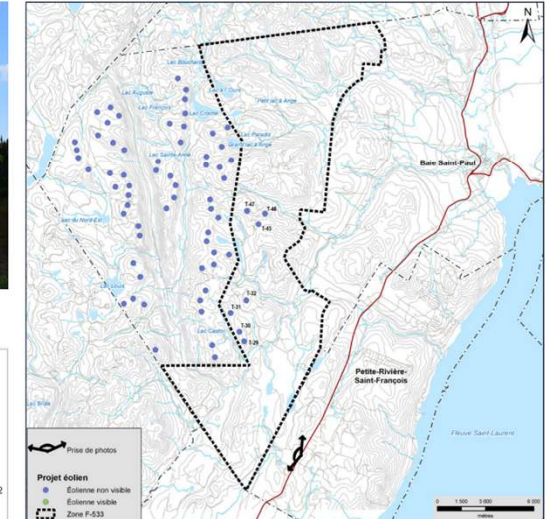 N
Lac Bouchard
Lac Auguste
Lac François
Lac Croche
Petit lac à Ange
Lac Paradis
Grand lac à Ange
Lac Sainte-Anne
Baie Saint-Paul
T-47
T-46
T-45
Lac du Nord-Est
Lac Louis
T-32
T-31
T-30
T-29
Lac Castor
Petite-Rivière-
Saint-François
Fleuve Saint-Laurent
Prise de photos
Projet éolien
Éolienne non visible
Éolienne visible
Zone F-533
0 1 500 3 000 6 000
mètres